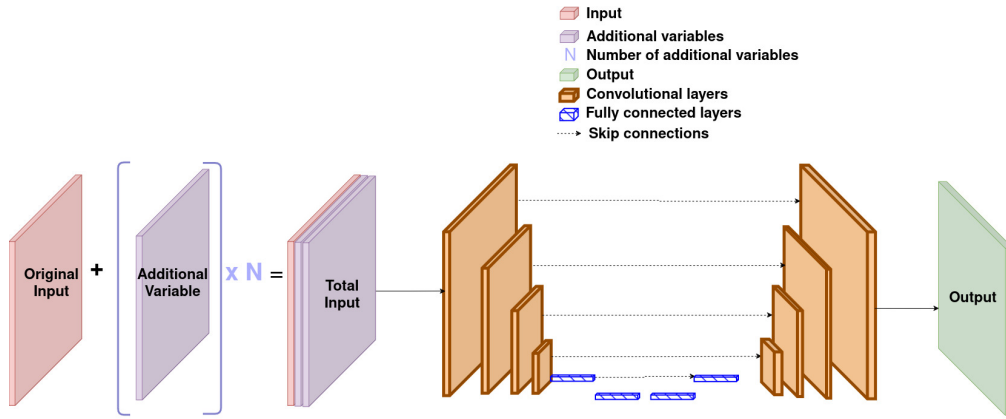 Input
Additional variables
N Number of additional variables
Output
Convolutional layers
Fully connected layers
Skip connections
Original
Input
+
Additional
Variable
x N =
Total
Input
Output